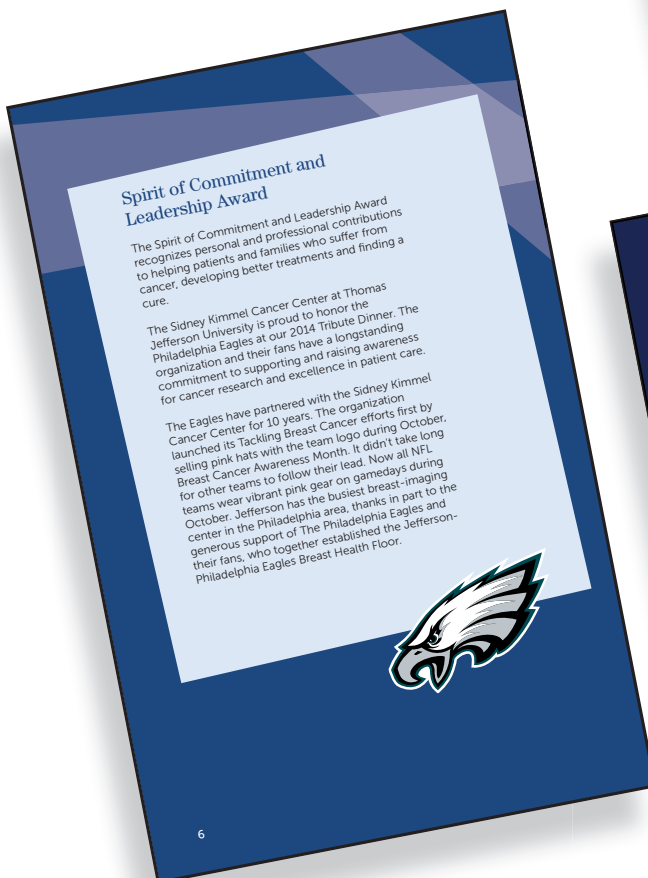 Spirit of Commitment and
Leadership Award
The Spirit of Commitment and Leadership Award
recognizes personal and professional contributions
to helping patients and families who suffer from
cancer, developing better treatments and finding a
cure.
The Sidney Kimmel Cancer Center at Thomas
Jefferson University is proud to honor the
Philadelphia Eagles at our 2014 Tribute Dinner. The
organization and their fans have a longstanding
commitment to supporting and raising awareness
for cancer research and excellence in patient care.
The Eagles have partnered with the Sidney Kimmel
Cancer Center for 10 years. The organization
launched its Tackling Breast Cancer efforts first by
selling pink hats with the team logo during October,
Breast Cancer Awareness Month. It didn't take long
for other teams to follow their lead. Now all NFL
teams wear vibrant pink gear on gamedays during
October. Jefferson has the busiest breast-imaging
center in the Philadelphia area, thanks in part to the
generous support of The Philadelphia Eagles and
their fans, who together established the Jefferson-
Philadelphia Eagles Breast Health Floor.
6